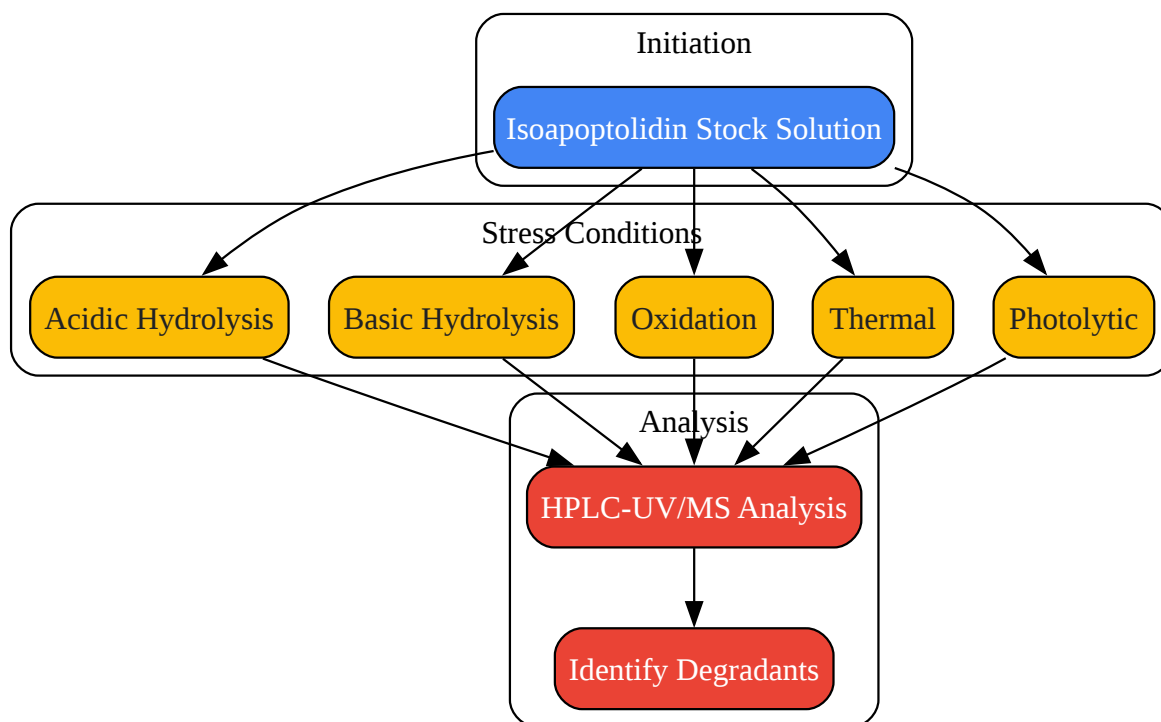 Initiation
Isoapoptolidin Stock Solution
Stress Conditions
Acidic Hydrolysis
Basic Hydrolysis
Oxidation
Thermal
Photolytic
Analysis
HPLC-UV/MS Analysis
Identify Degradants